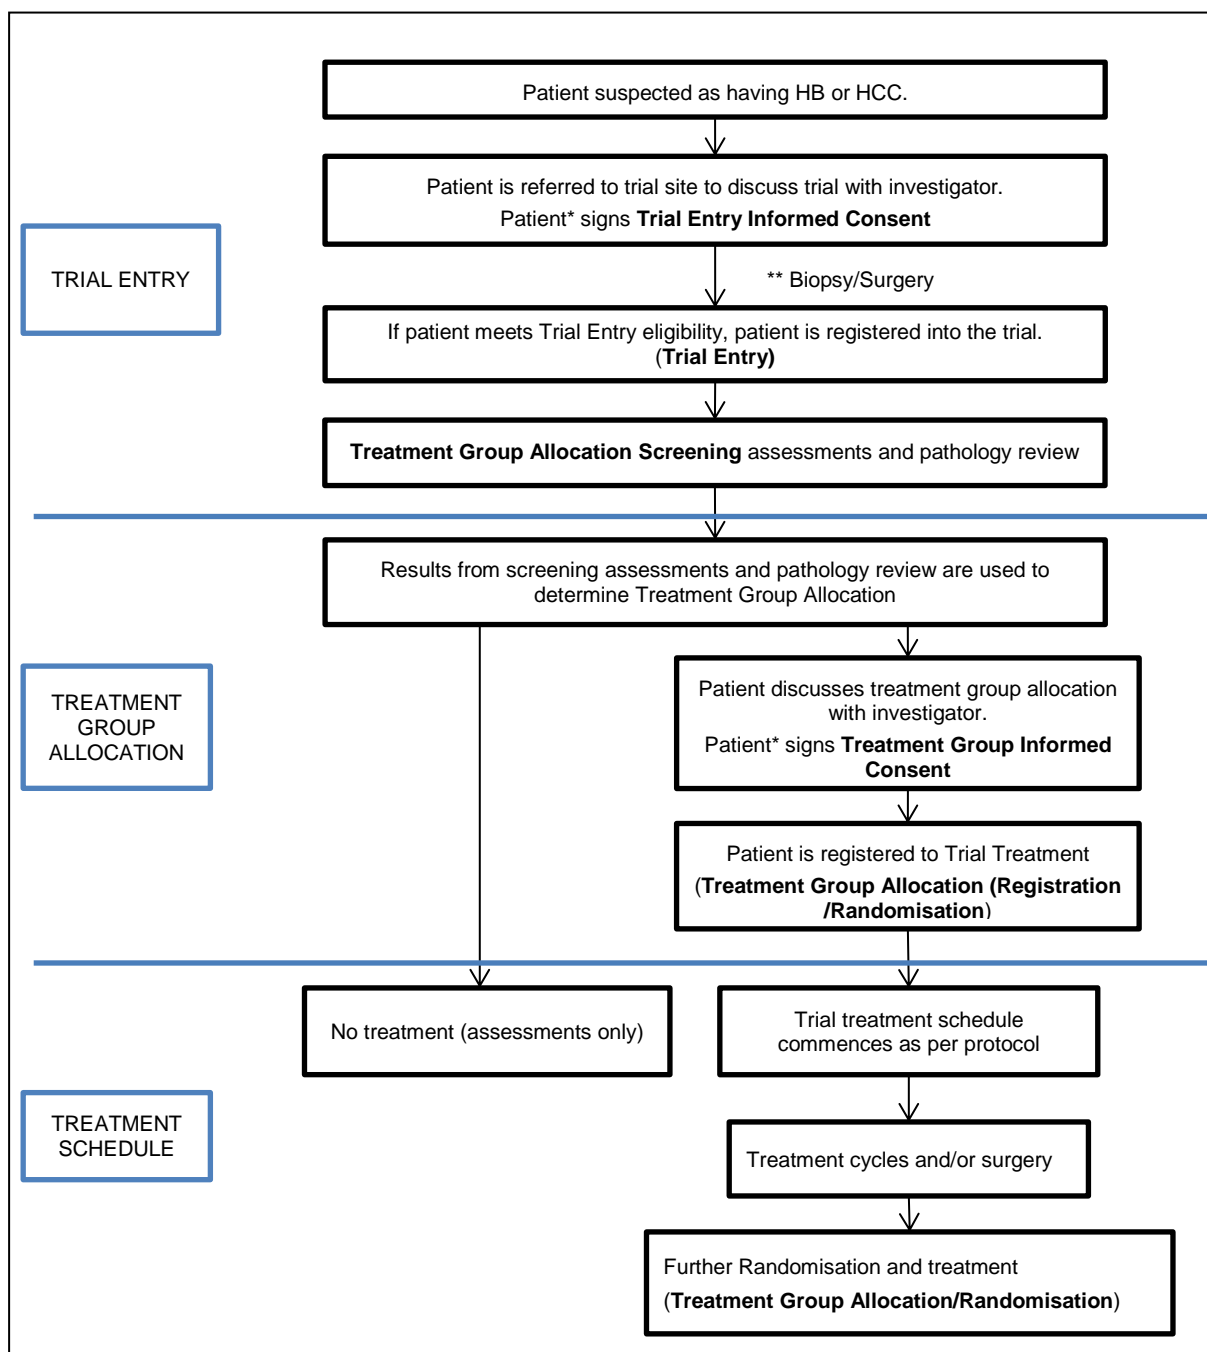 Patient suspected as having HB or HCC.
Patient is referred to trial site to discuss trial with investigator.
Patient* signs Trial Entry Informed Consent
TRIAL ENTRY
** Biopsy/Surgery
If patient meets Trial Entry eligibility, patient is registered into the trial.
(Trial Entry)
Treatment Group Allocation Screening assessments and pathology review
Results from screening assessments and pathology review are used to
determine Treatment Group Allocation
TREATMENT
GROUP
ALLOCATION
Patient discusses treatment group allocation
with investigator.
Patient* signs Treatment Group Informed
Consent
Patient is registered to Trial Treatment
(Treatment Group Allocation (Registration
/Randomisation)
No treatment (assessments only)
Trial treatment schedule
commences as per protocol
TREATMENT
SCHEDULE
Treatment cycles and/or surgery
Further Randomisation and treatment
(Treatment Group Allocation/Randomisation)